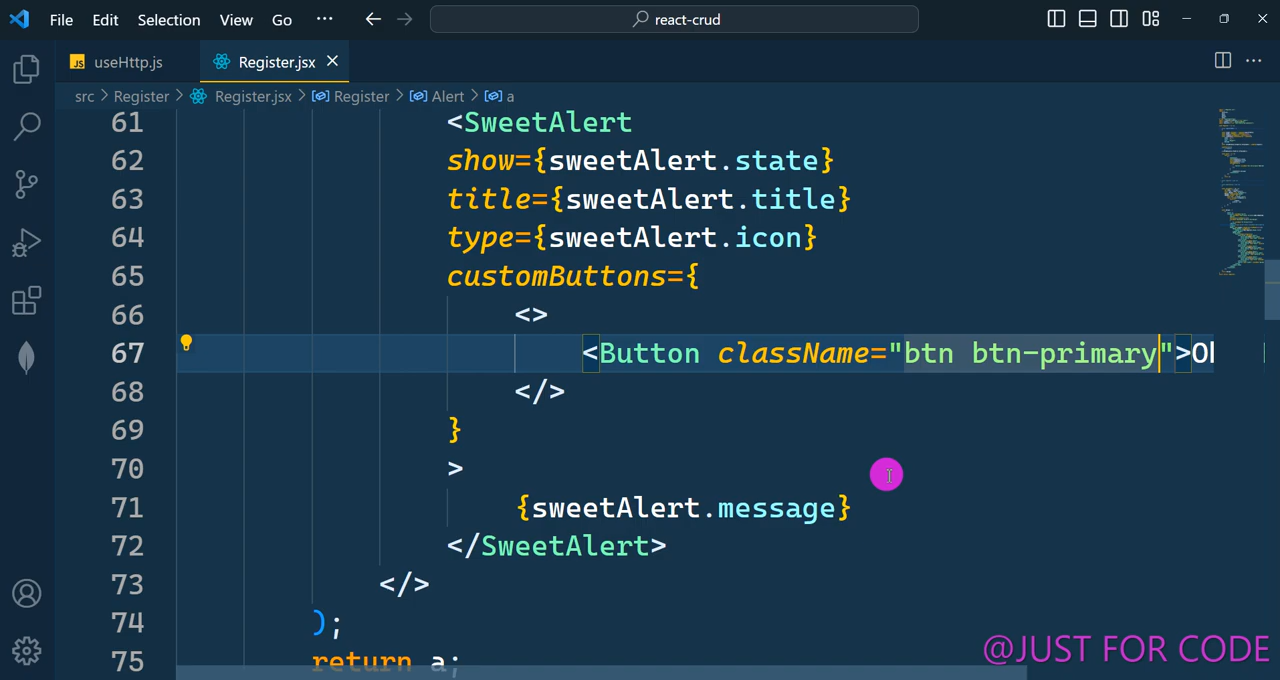 File Edit Selection View Go ··· react-crud
JS useHttp.js Register.jsx
src > Register > Register.jsx > Register > Alert > a
61 <SweetAlert
62 show={sweetAlert.state}
63 title={sweetAlert.title}
64 type={sweetAlert.icon}
65 customButtons={
66 <>
67 <Button className="btn btn-primary">
68 </>
69 }
70 >
71 {sweetAlert.message}
72 </SweetAlert>
73 </>
74 );
75 return a;
@JUST FOR CODE